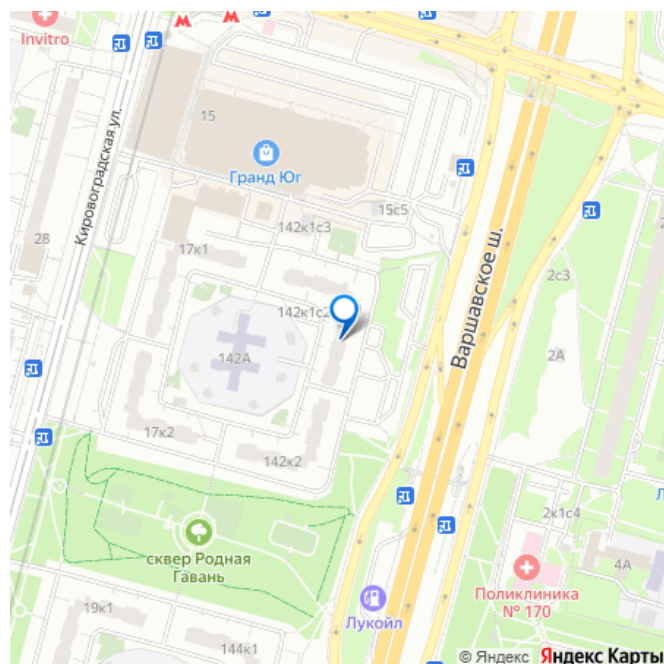 Invitro
Кировоградская ул.
15
Гранд Юг
15с5
28
17к1
142к1с3
Варшавское ш.
2с3
142к1с2
142А
2А
17к2
142к2
2к1с4
сквер Родная
Гавань
Поликлиника
№ 170
4А
19к1
144к1
Лукойл
© Яндекс Яндекс Карты